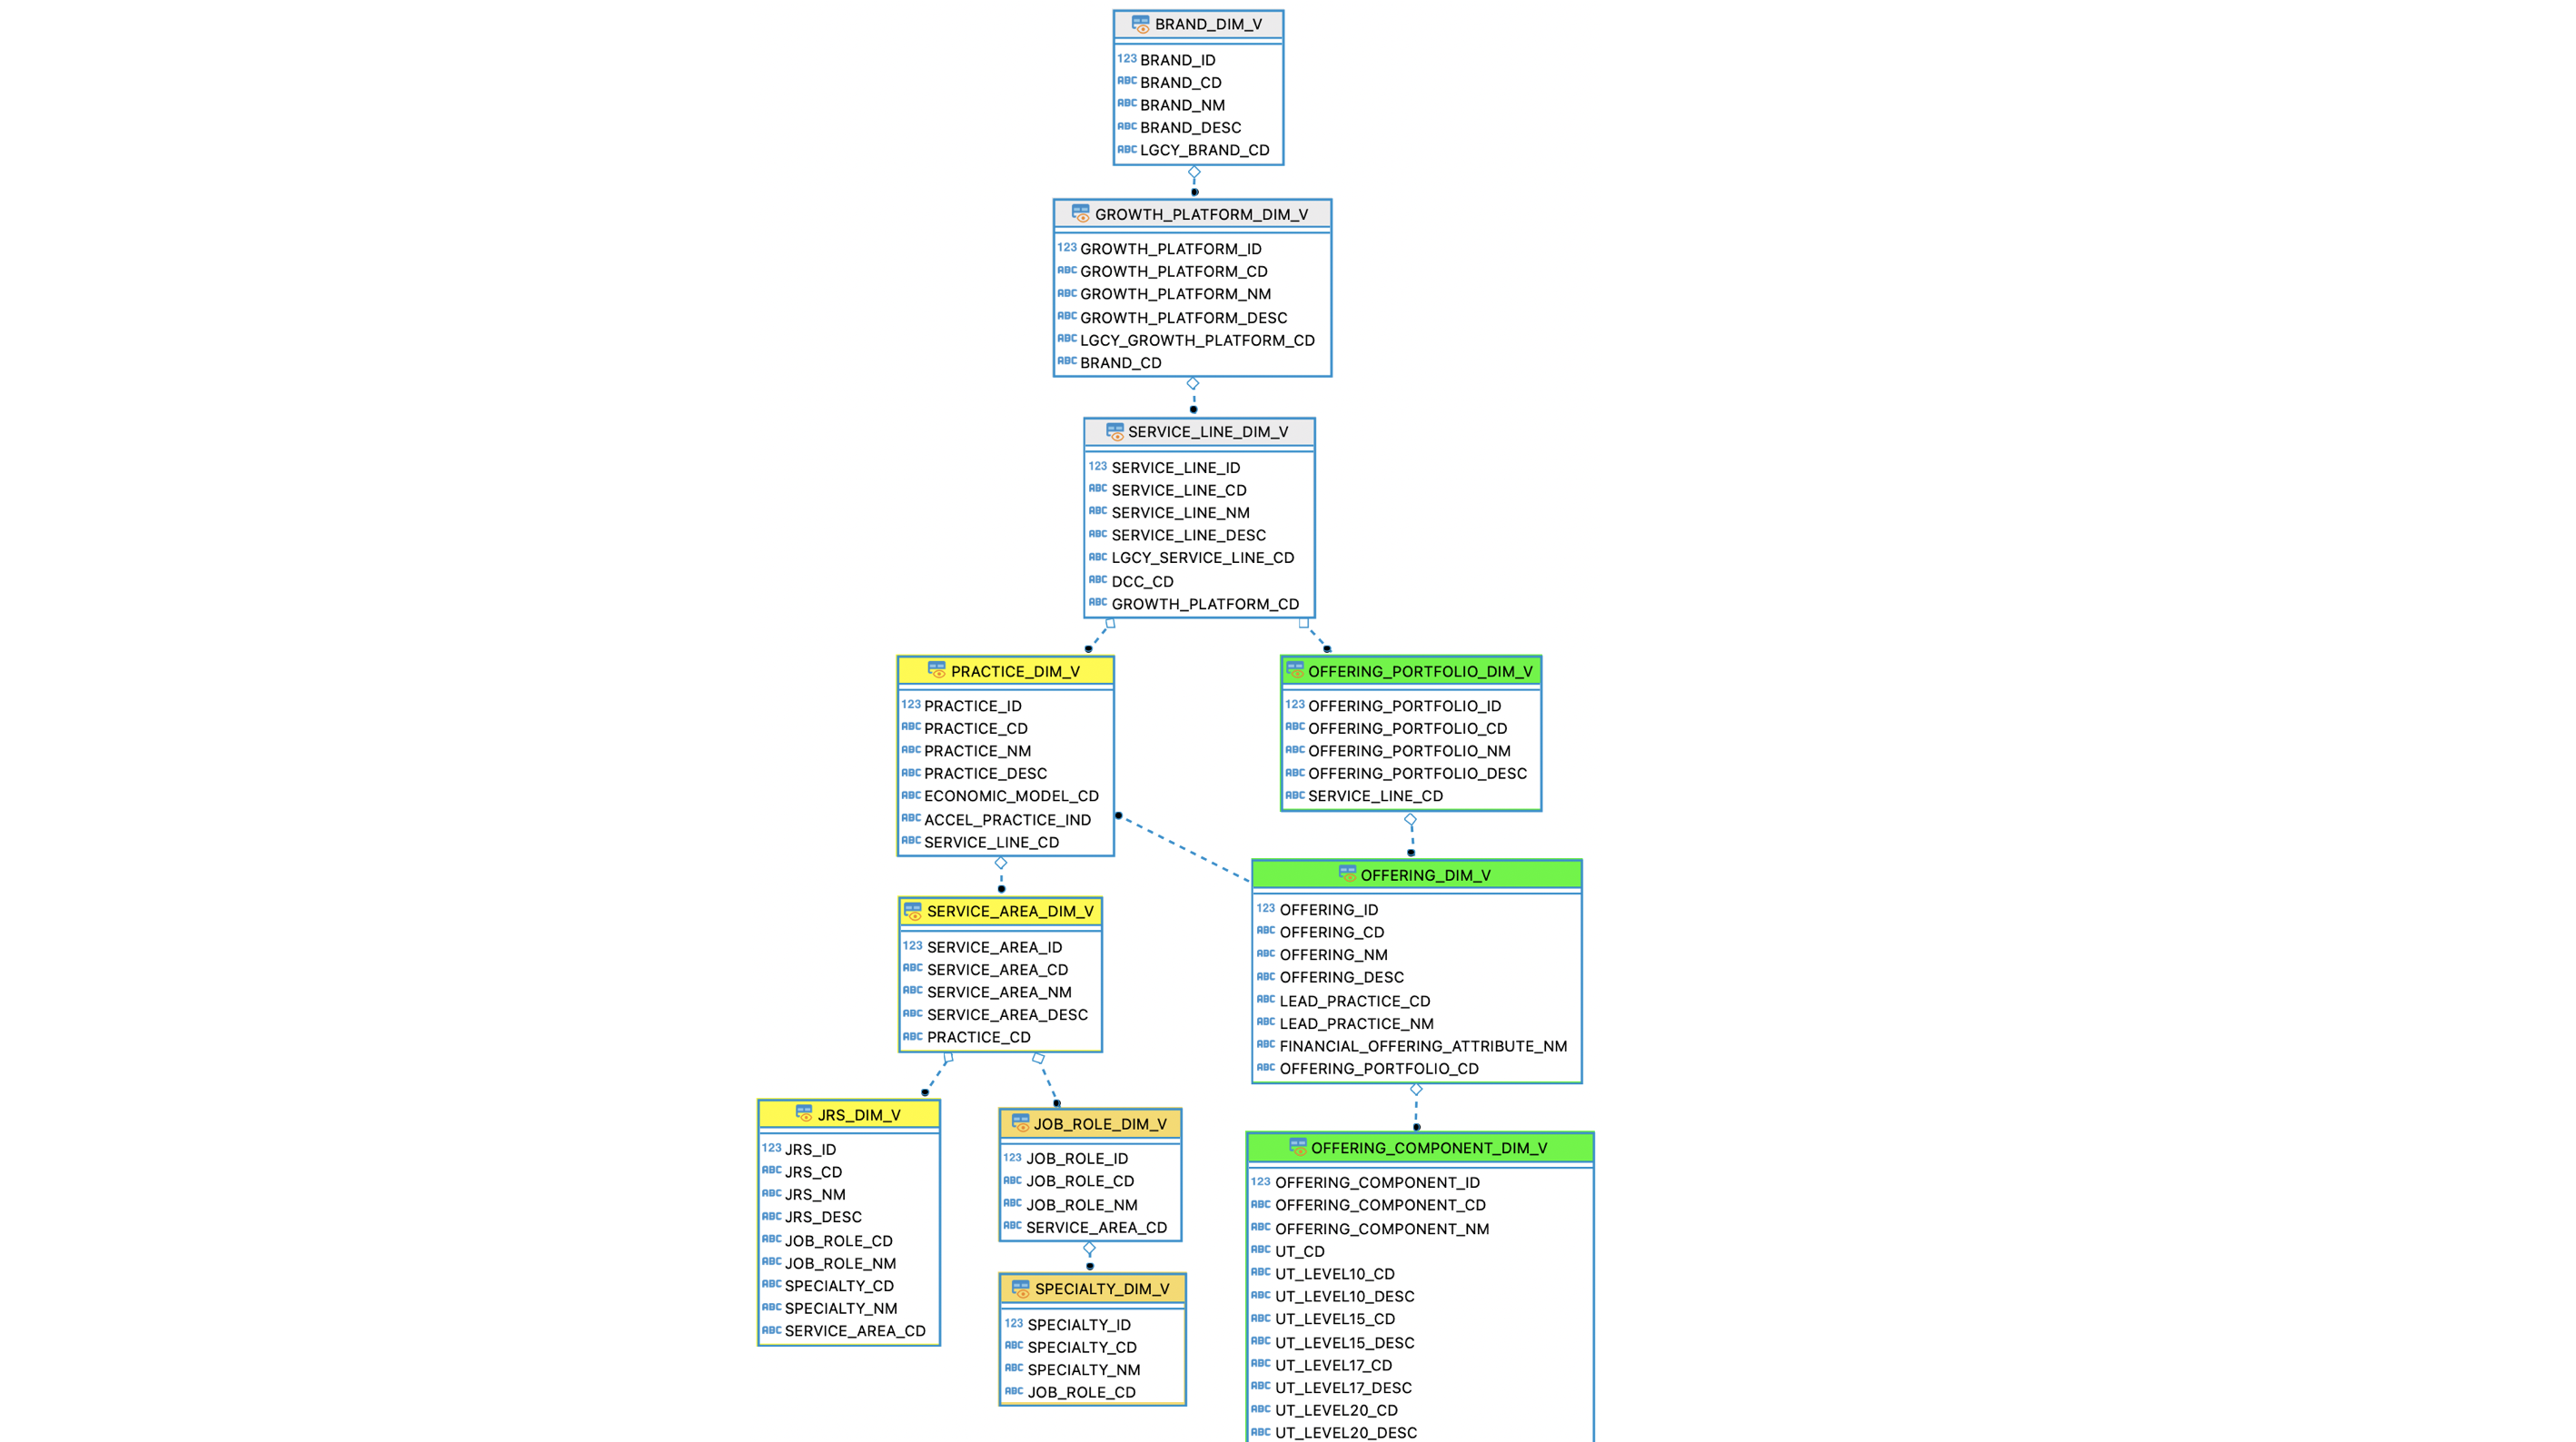 BRAND_DIM_V
123 BRAND_ID
ABC BRAND_CD
ABC BRAND_NM
ABC BRAND_DESC
ABC LGCY_BRAND_CD
GROWTH_PLATFORM_DIM_V
123 GROWTH_PLATFORM_ID
ABC GROWTH_PLATFORM_CD
ABC GROWTH_PLATFORM_NM
ABC GROWTH_PLATFORM_DESC
ABC LGCY_GROWTH_PLATFORM_CD
ABC BRAND_CD
SERVICE_LINE_DIM_V
123 SERVICE_LINE_ID
ABC SERVICE_LINE_CD
ABC SERVICE_LINE_NM
ABC SERVICE_LINE_DESC
ABC LGCY_SERVICE_LINE_CD
ABC DCC_CD
ABC GROWTH_PLATFORM_CD
PRACTICE_DIM_V
123 PRACTICE_ID
ABC PRACTICE_CD
ABC PRACTICE_NM
ABC PRACTICE_DESC
ABC ECONOMIC_MODEL_CD
ABC ACCEL_PRACTICE_IND
ABC SERVICE_LINE_CD
OFFERING_PORTFOLIO_DIM_V
123 OFFERING_PORTFOLIO_ID
ABC OFFERING_PORTFOLIO_CD
ABC OFFERING_PORTFOLIO_NM
ABC OFFERING_PORTFOLIO_DESC
ABC SERVICE_LINE_CD
SERVICE_AREA_DIM_V
123 SERVICE_AREA_ID
ABC SERVICE_AREA_CD
ABC SERVICE_AREA_NM
ABC SERVICE_AREA_DESC
ABC PRACTICE_CD
OFFERING_DIM_V
123 OFFERING_ID
ABC OFFERING_CD
ABC OFFERING_NM
ABC OFFERING_DESC
ABC LEAD_PRACTICE_CD
ABC LEAD_PRACTICE_NM
ABC FINANCIAL_OFFERING_ATTRIBUTE_NM
ABC OFFERING_PORTFOLIO_CD
JRS_DIM_V
123 JRS_ID
ABC JRS_CD
ABC JRS_NM
ABC JRS_DESC
ABC JOB_ROLE_CD
ABC JOB_ROLE_NM
ABC SPECIALTY_CD
ABC SPECIALTY_NM
ABC SERVICE_AREA_CD
JOB_ROLE_DIM_V
123 JOB_ROLE_ID
ABC JOB_ROLE_CD
ABC JOB_ROLE_NM
ABC SERVICE_AREA_CD
SPECIALTY_DIM_V
123 SPECIALTY_ID
ABC SPECIALTY_CD
ABC SPECIALTY_NM
ABC JOB_ROLE_CD
OFFERING_COMPONENT_DIM_V
123 OFFERING_COMPONENT_ID
ABC OFFERING_COMPONENT_CD
ABC OFFERING_COMPONENT_NM
ABC UT_CD
ABC UT_LEVEL10_CD
ABC UT_LEVEL10_DESC
ABC UT_LEVEL15_CD
ABC UT_LEVEL15_DESC
ABC UT_LEVEL17_CD
ABC UT_LEVEL17_DESC
ABC UT_LEVEL20_CD
ABC UT_LEVEL20_DESC